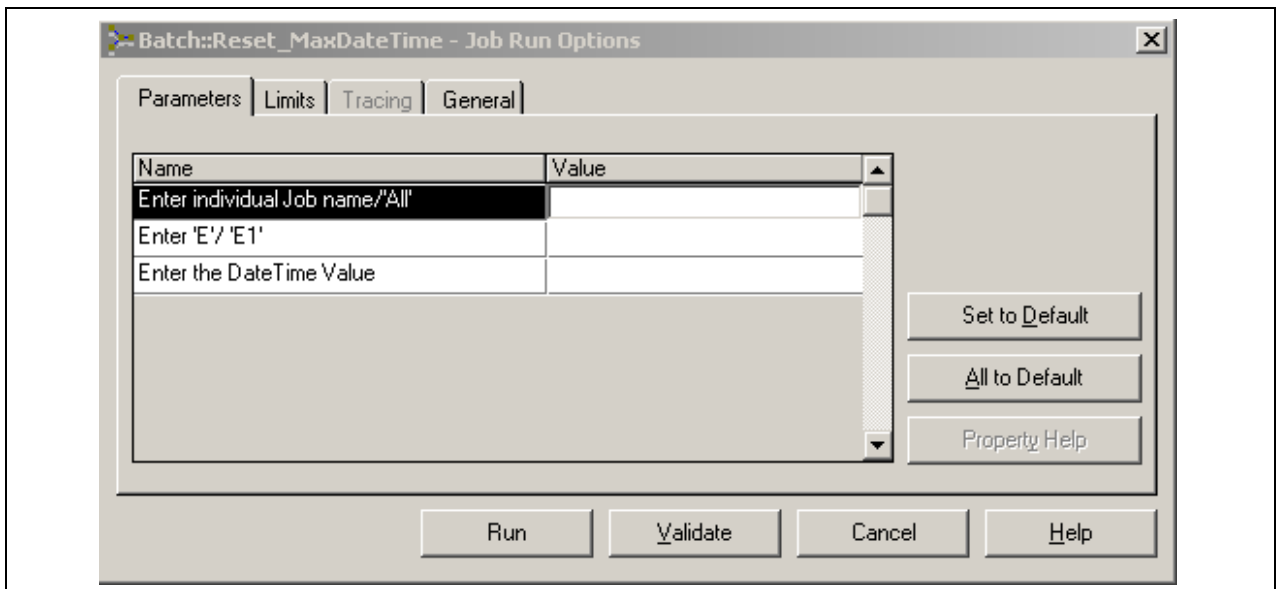 Batch::Reset_MaxDateTime - Job Run Options
Parameters Limits Tracing General
Name Value
Enter individual Job name/'All'
Enter 'E'/ 'E1'
Enter the DateTime Value
Set to Default
All to Default
Property Help
Run Validate Cancel Help